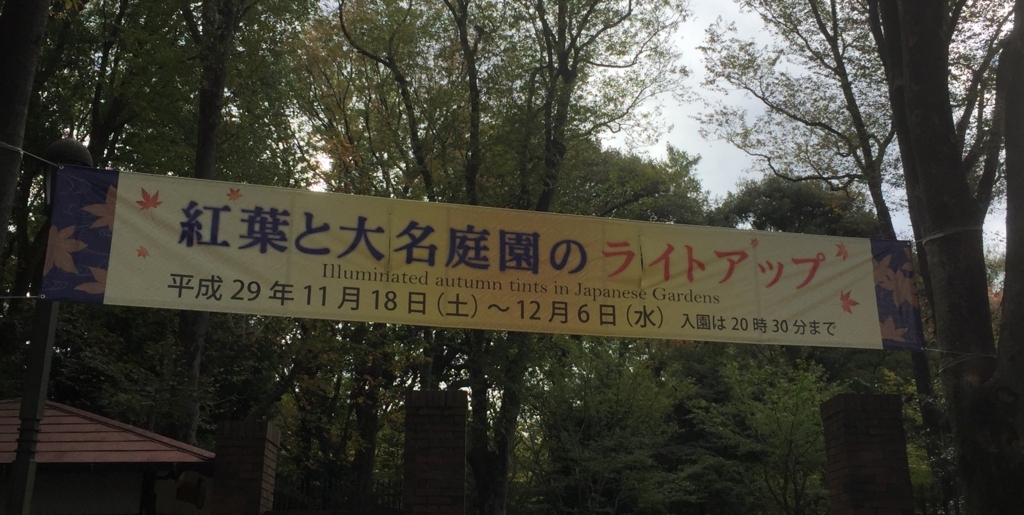 紅葉と大名庭園のライトアップ
Illuminated autumn tints in Japanese Gardens
平成29年11月18日(土)~12月6日(水) 入園は20時30分まで